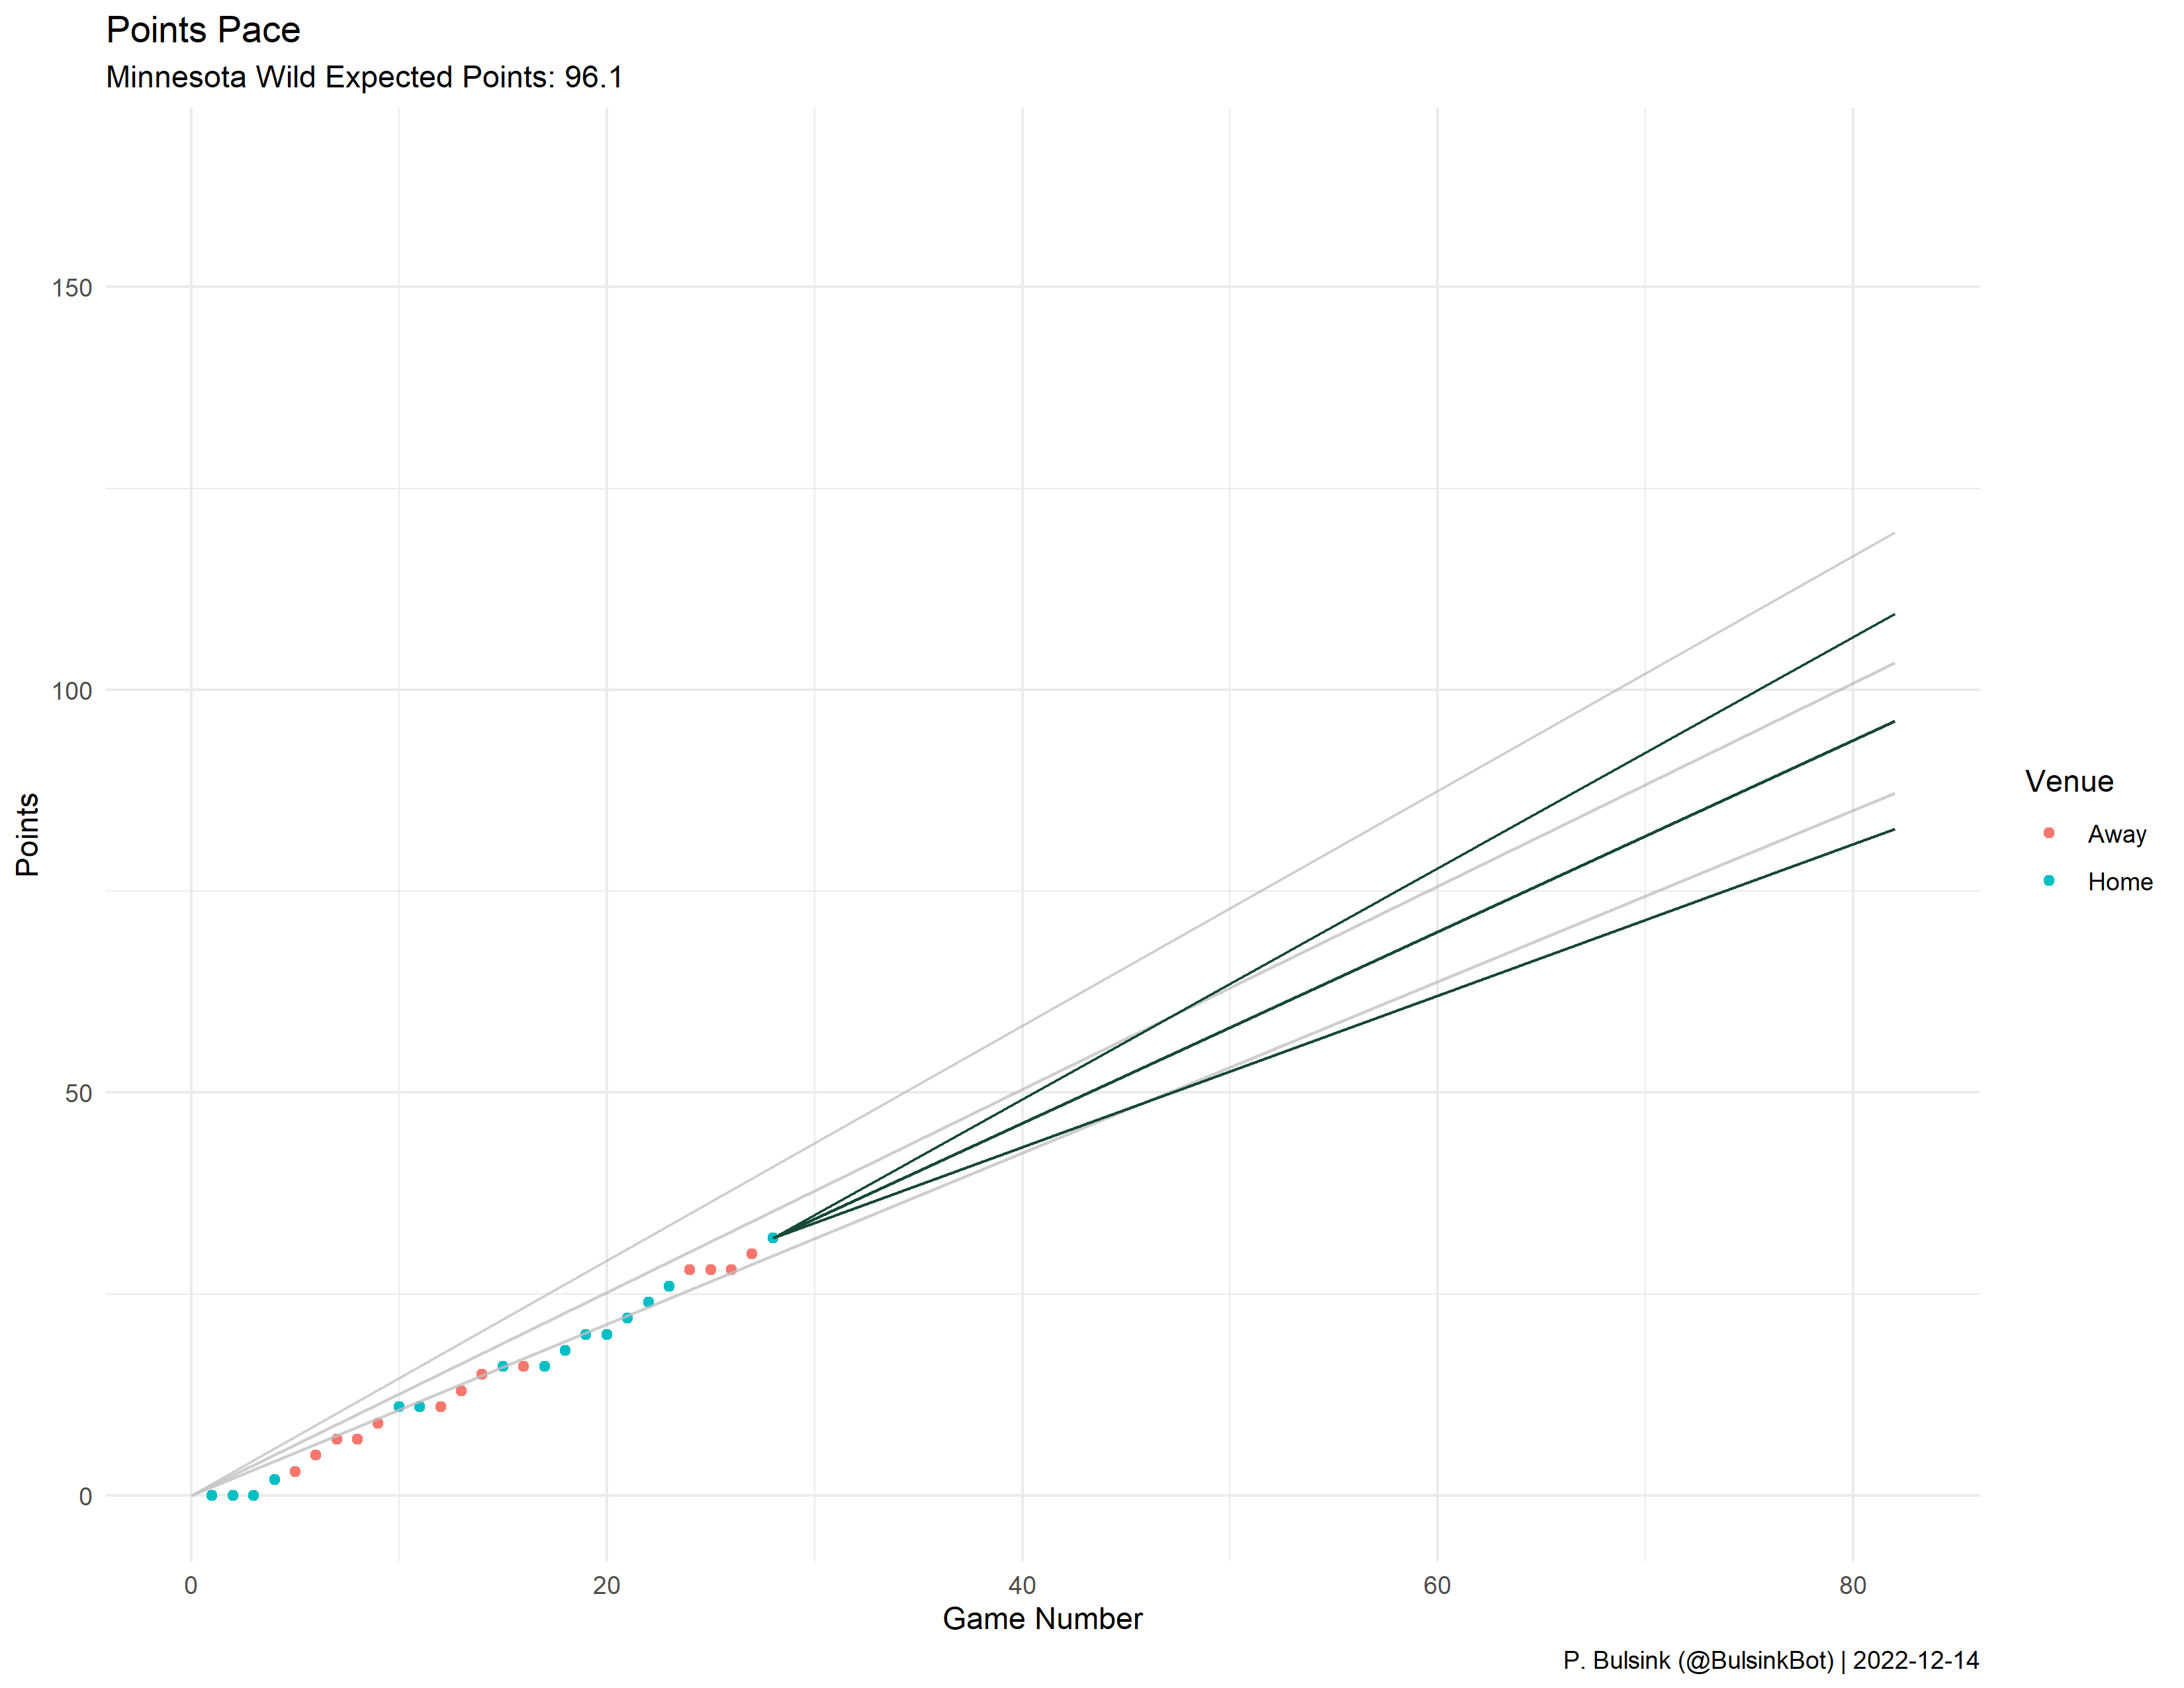 Points Pace
Minnesota Wild Expected Points: 96.1
150
100
50
0
Points
0 20 40 60 80
Game Number
Venue
Away
Home
P. Bulsink (@BulsinkBot) | 2022-12-14